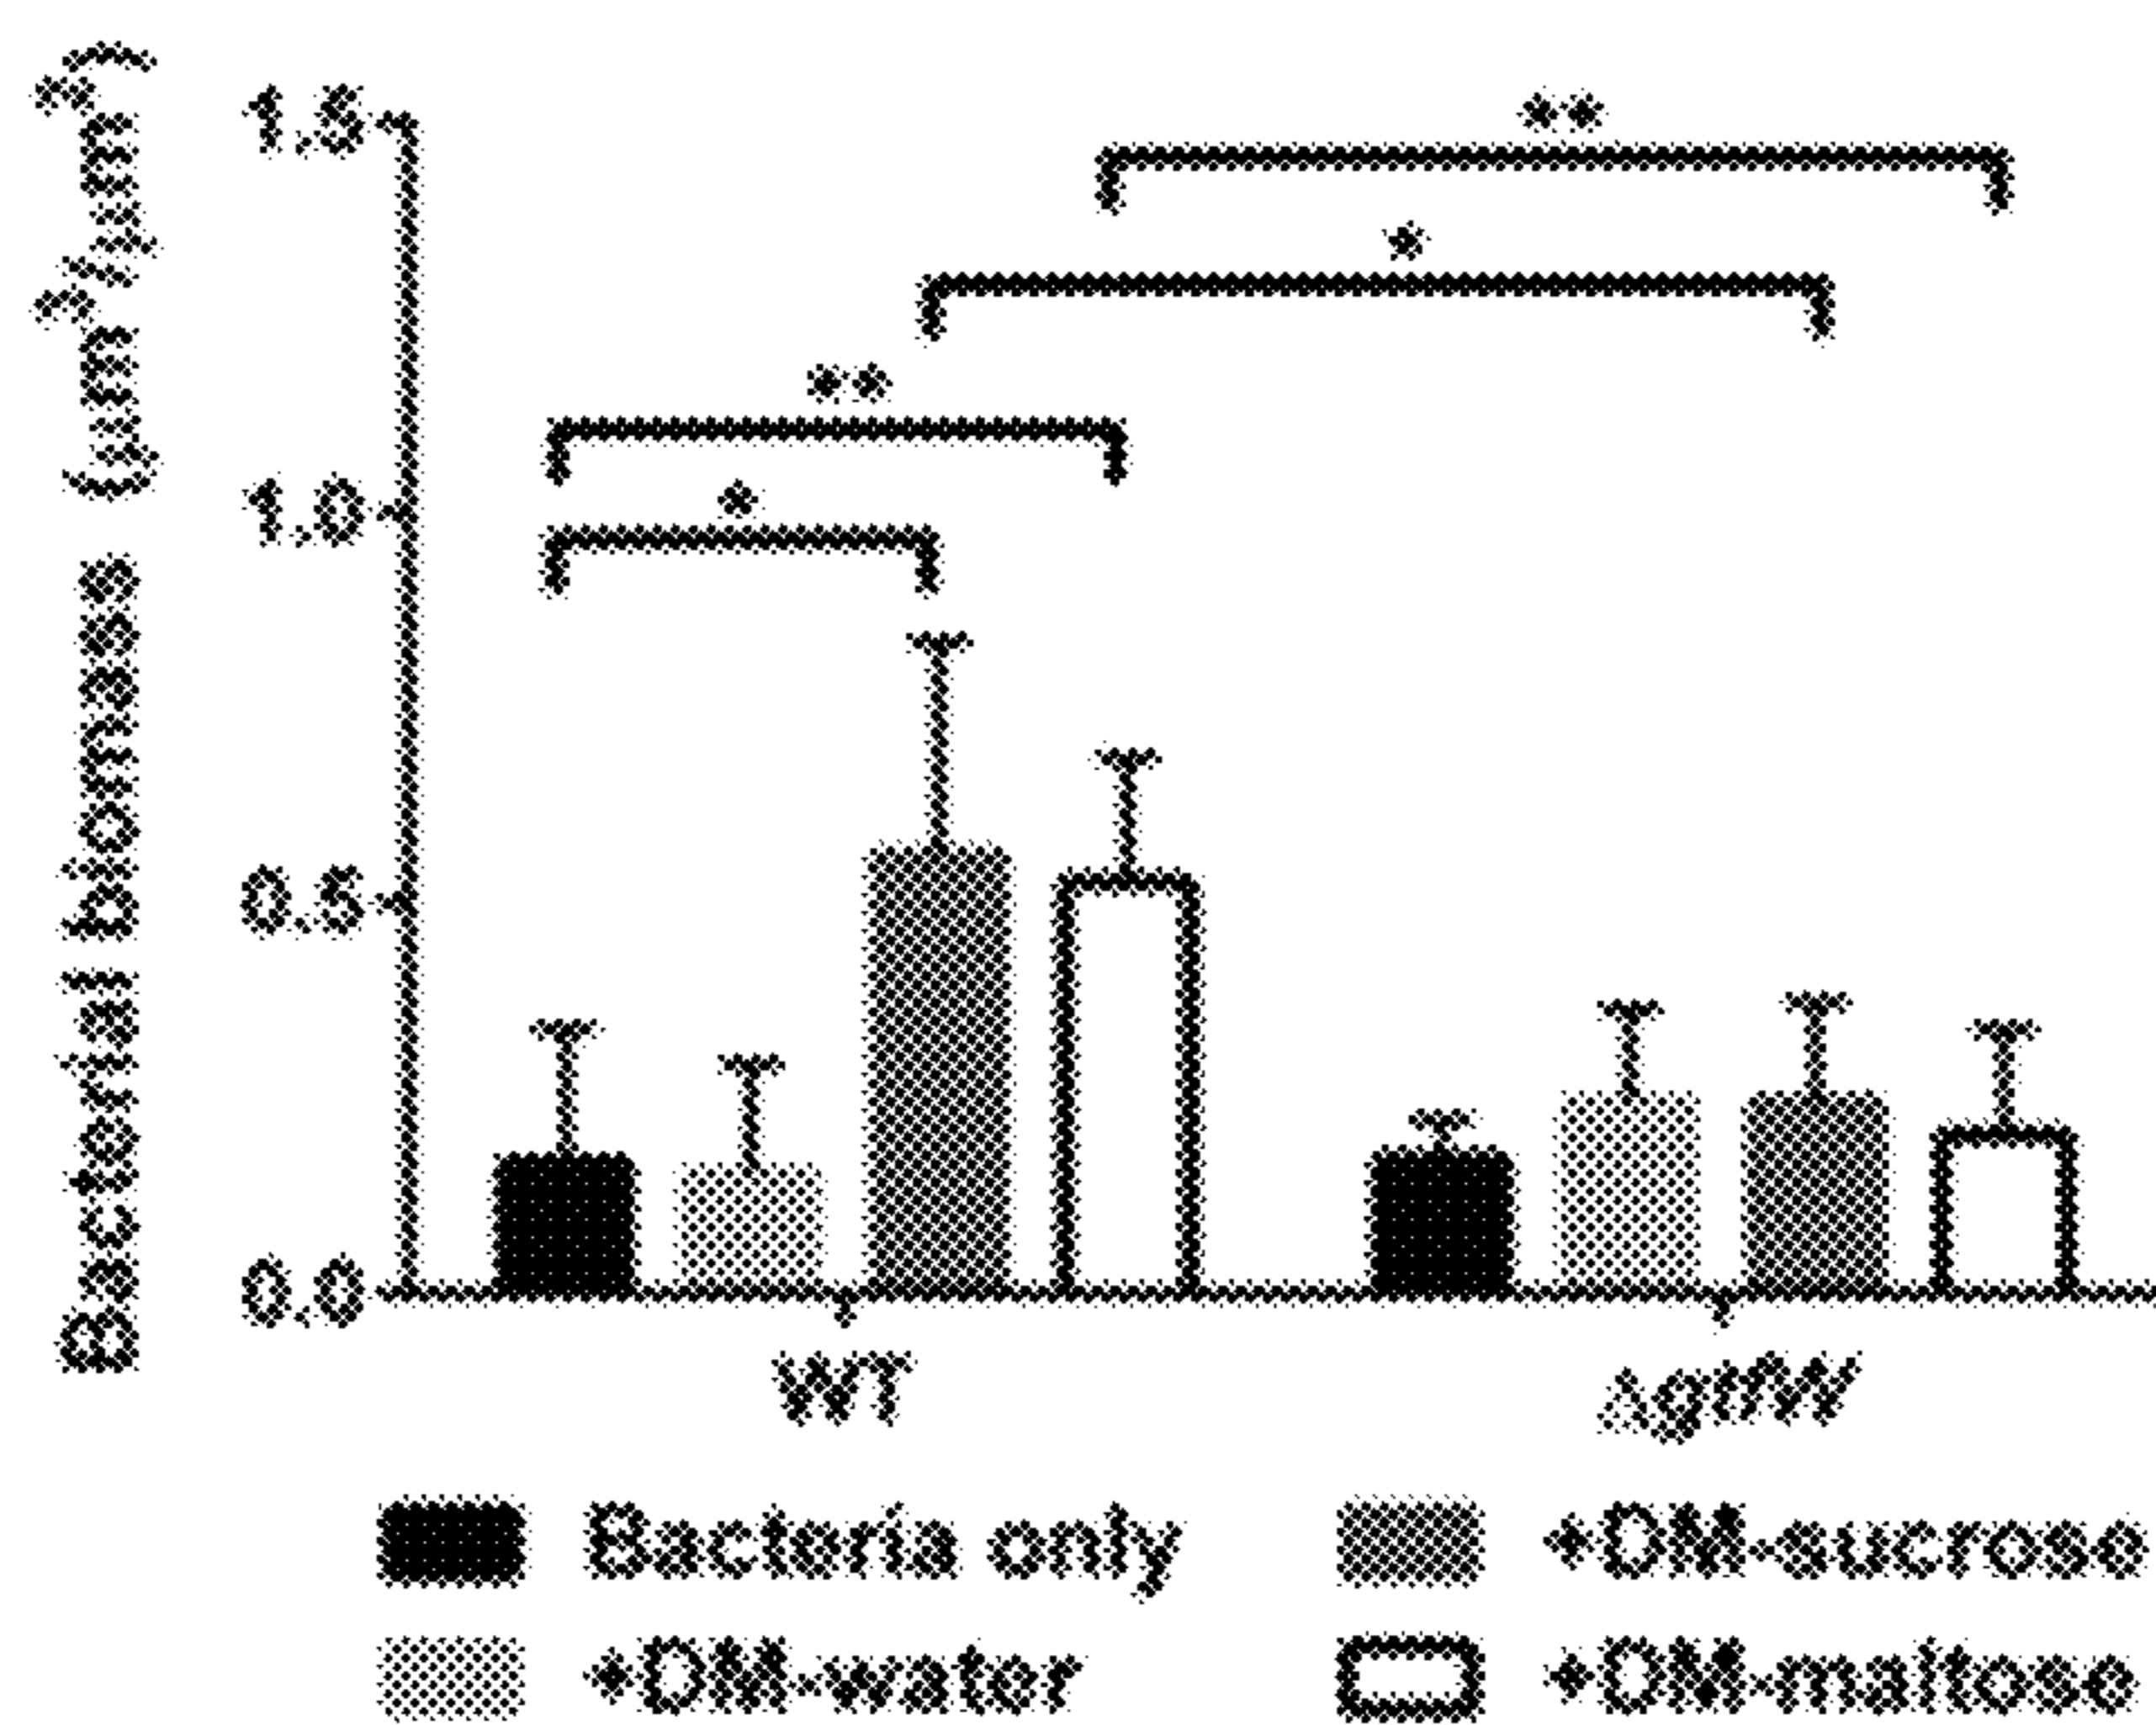 Bacterial biomass (µm³/µm²)
1.5
1.0
0.5
0.0
**
*
**
*
WT
ΔgtfW
Bacteria only
+DM-sucrose
+DM-water
+DM-maltose